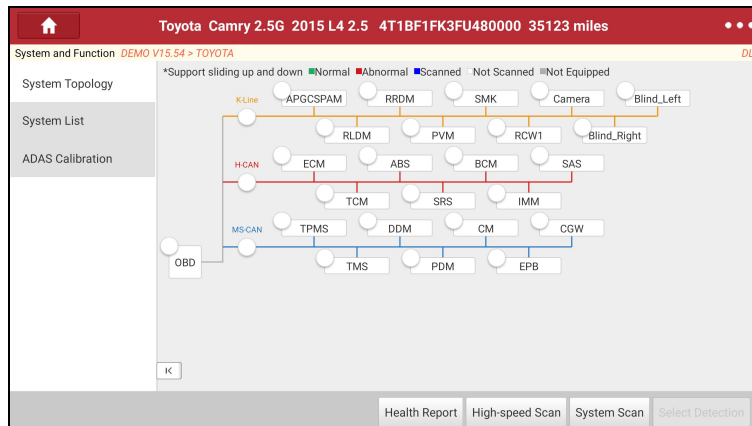 Toyota Camry 2.5G 2015 L4 2.5 4T1BF1FK3FU480000 35123 miles
System and Function DEMO V15.54 > TOYOTA
System Topology
System List
ADAS Calibration
*Support sliding up and down Normal Abnormal Scanned Not Scanned Not Equipped
K-Line APGCSPAM RRDM SMK Camera Blind_Left
RLDM PVM RCW1 Blind_Right
H-CAN ECM ABS BCM SAS
TCM SRS IMM
MS-CAN TPMS DDM CM CGW
OBD TMS PDM EPB
Health Report High-speed Scan System Scan Select Detection